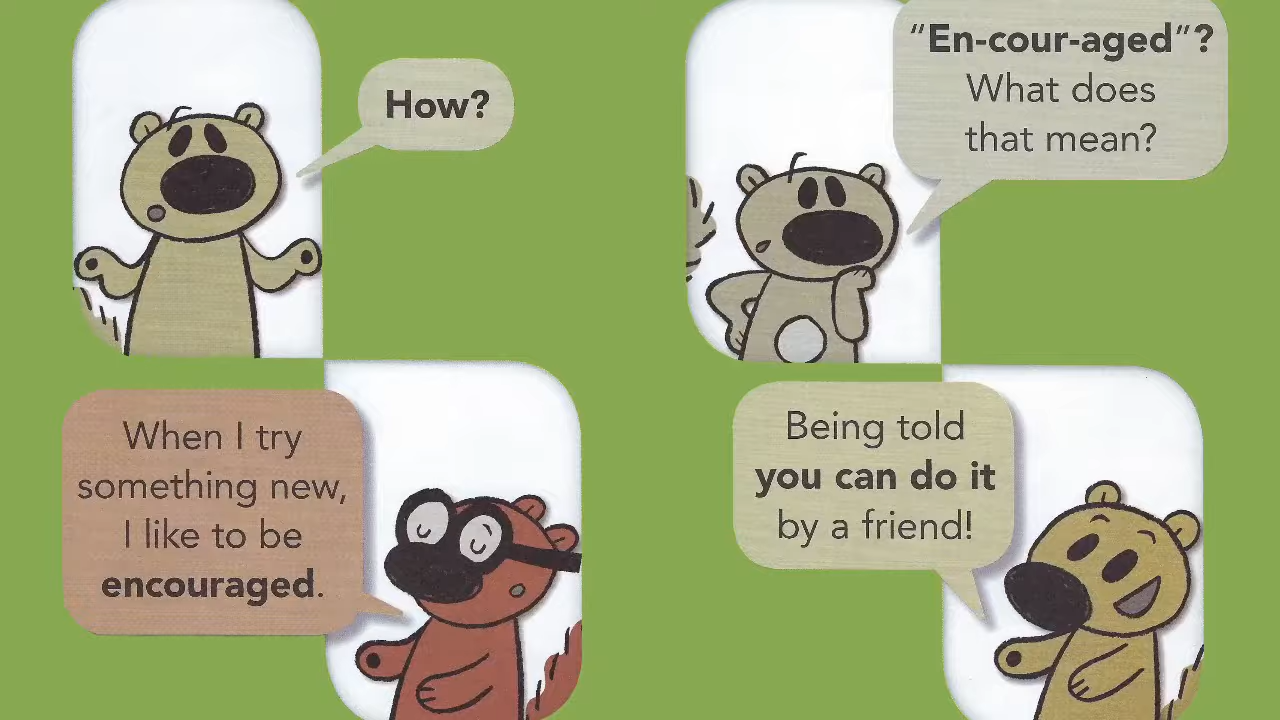 How?
When I try
something new,
I like to be
encouraged.
"En-cour-aged"?
What does
that mean?
Being told
you can do it
by a friend!